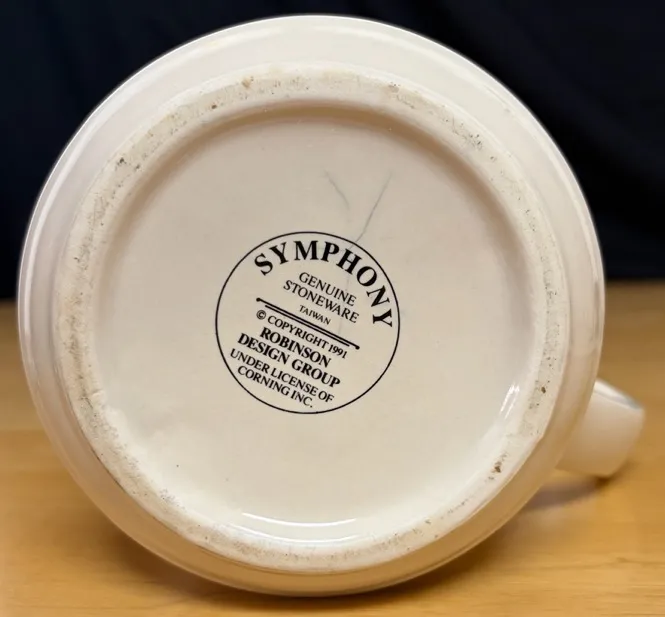 SYMPHONY
GENUINE
STONEWARE
TAIWAN
© COPYRIGHT 1991
ROBINSON
DESIGN GROUP
UNDER LICENSE OF
CORNING INC.